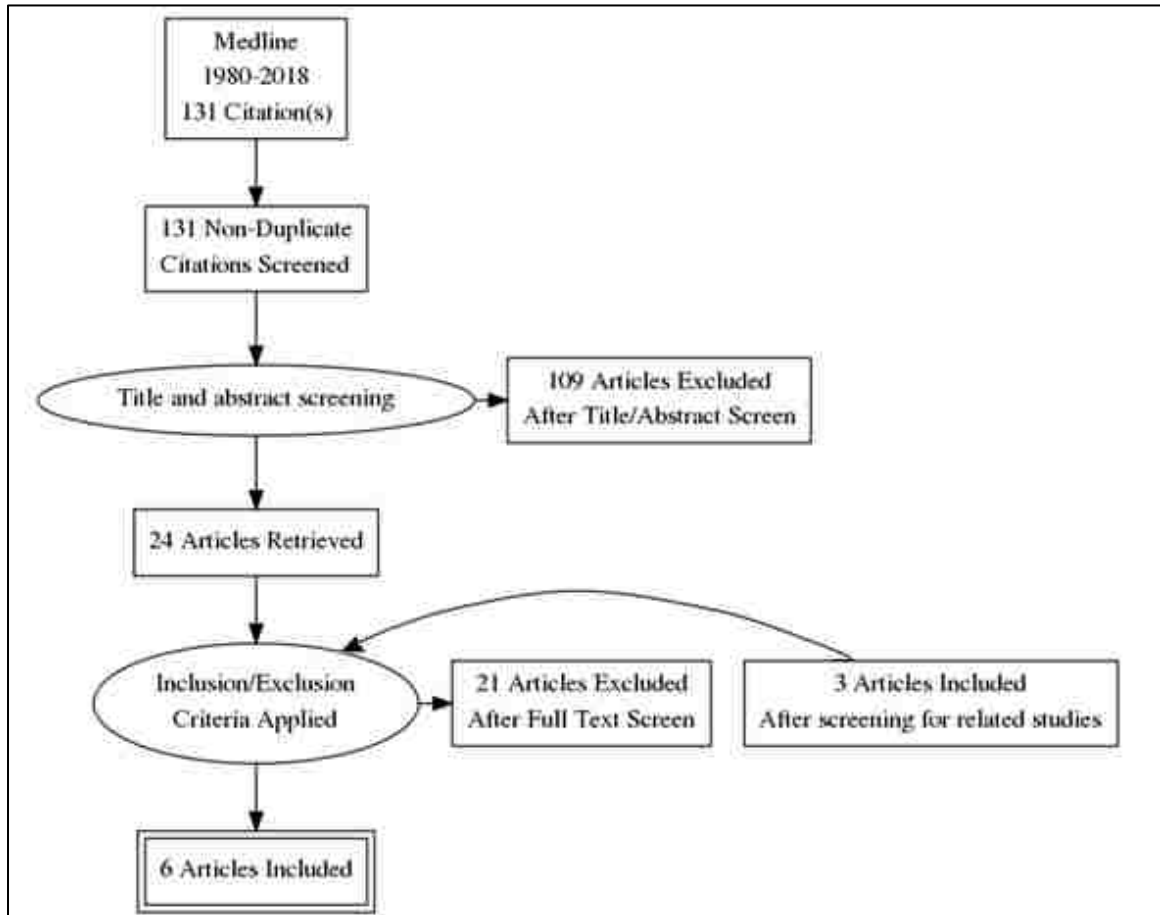 Medline
1980-2018
131 Citation(s)
131 Non-Duplicate
Citations Screened
Title and abstract screening
109 Articles Excluded
After Title/Abstract Screen
24 Articles Retrieved
Inclusion/Exclusion
Criteria Applied
21 Articles Excluded
After Full Text Screen
3 Articles Included
After screening for related studies
6 Articles Included